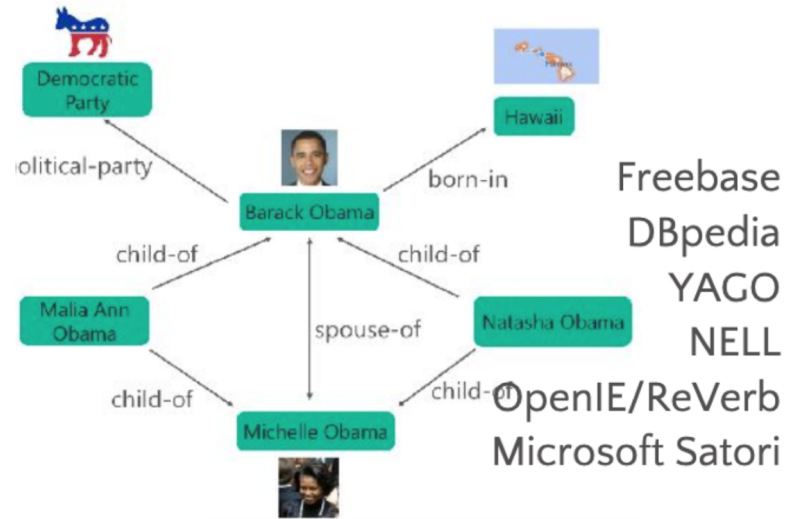 Democratic
Party
Hawaii
olitical-party
born-in
Barack Obama
child-of
child-of
Malia Ann
Obama
spouse-of
Natasha Obama
child-of
child-of
Michelle Obama
Freebase
DBpedia
YAGO
NELL
OpenIE/ReVerb
Microsoft Satori